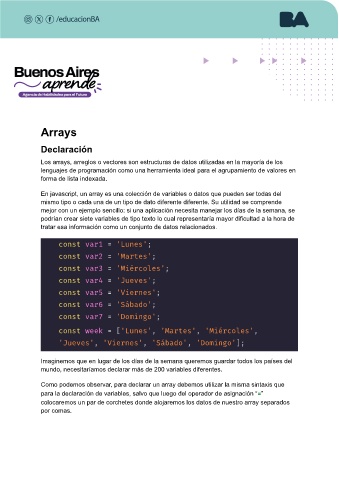 /educacionBA
BA
Buenos Aires
aprende
Agencia de Habilidades para el Futuro
Arrays
Declaración
Los arrays, arreglos o vectores son estructuras de datos utilizadas en la mayoría de los
lenguajes de programación como una herramienta ideal para el agrupamiento de valores en
forma de lista indexada.
En javascript, un array es una colección de variables o datos que pueden ser todas del
mismo tipo o cada una de un tipo de dato diferente diferente. Su utilidad se comprende
mejor con un ejemplo sencillo: si una aplicación necesita manejar los días de la semana, se
podrían crear siete variables de tipo texto lo cual representaría mayor dificultad a la hora de
tratar esa información como un conjunto de datos relacionados.
const var1 = 'Lunes';
const var2 = 'Martes';
const var3 = 'Miércoles';
const var4 = 'Jueves';
const var5 = 'Viernes';
const var6 = 'Sábado';
const var7 = 'Domingo';
const week = ['Lunes', 'Martes', 'Miércoles',
'Jueves', 'Viernes', 'Sábado', 'Domingo'];
Imaginemos que en lugar de los días de la semana queremos guardar todos los países del
mundo, necesitaríamos declarar más de 200 variables diferentes.
Como podemos observar, para declarar un array debemos utilizar la misma sintaxis que
para la declaración de variables, salvo que luego del operador de asignación "="
colocaremos un par de corchetes donde alojaremos los datos de nuestro array separados
por comas.